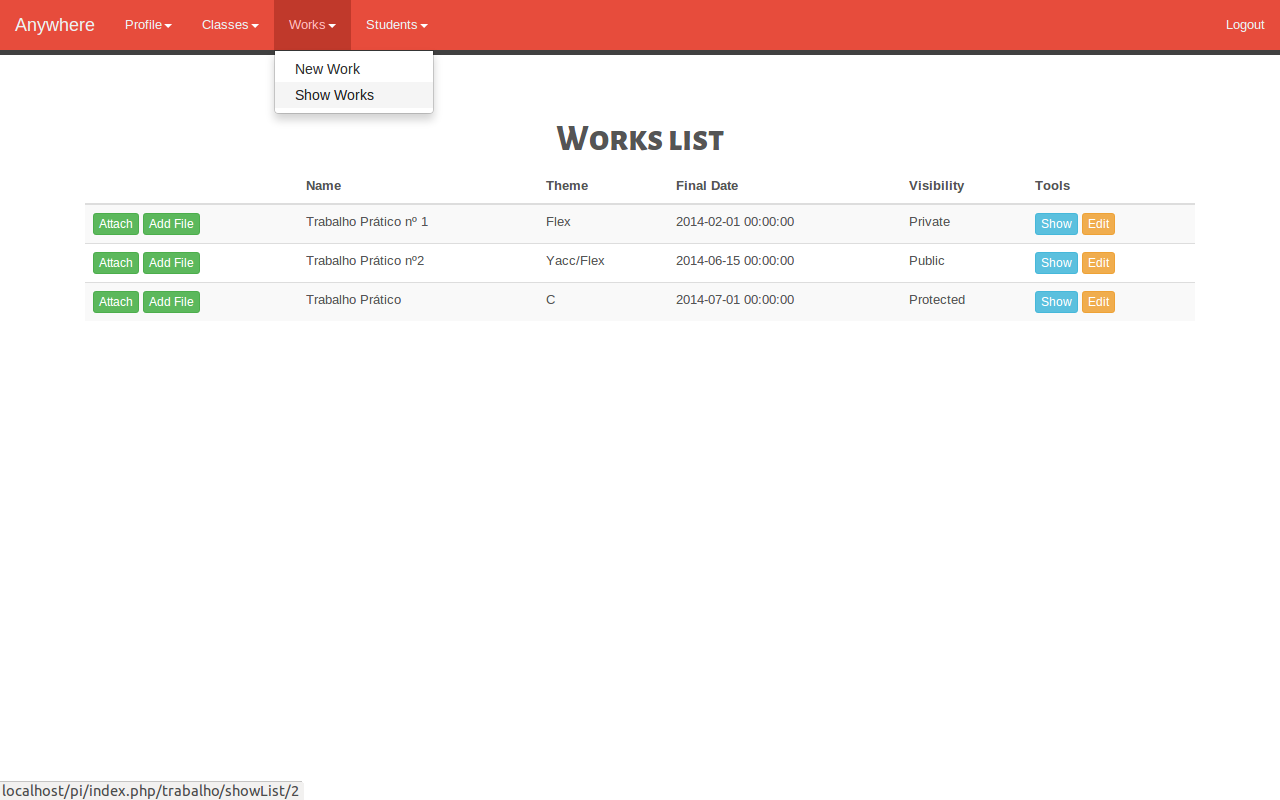 Anywhere Profile Classes Works Students Logout
New Work
Show Works
Works list
Name Theme Final Date Visibility Tools
Attach Add File Trabalho Prático nº 1 Flex 2014-02-01 00:00:00 Private Show Edit
Attach Add File Trabalho Prático nº2 Yacc/Flex 2014-06-15 00:00:00 Public Show Edit
Attach Add File Trabalho Prático C 2014-07-01 00:00:00 Protected Show Edit
localhost/pi/index.php/trabalho/showList/2